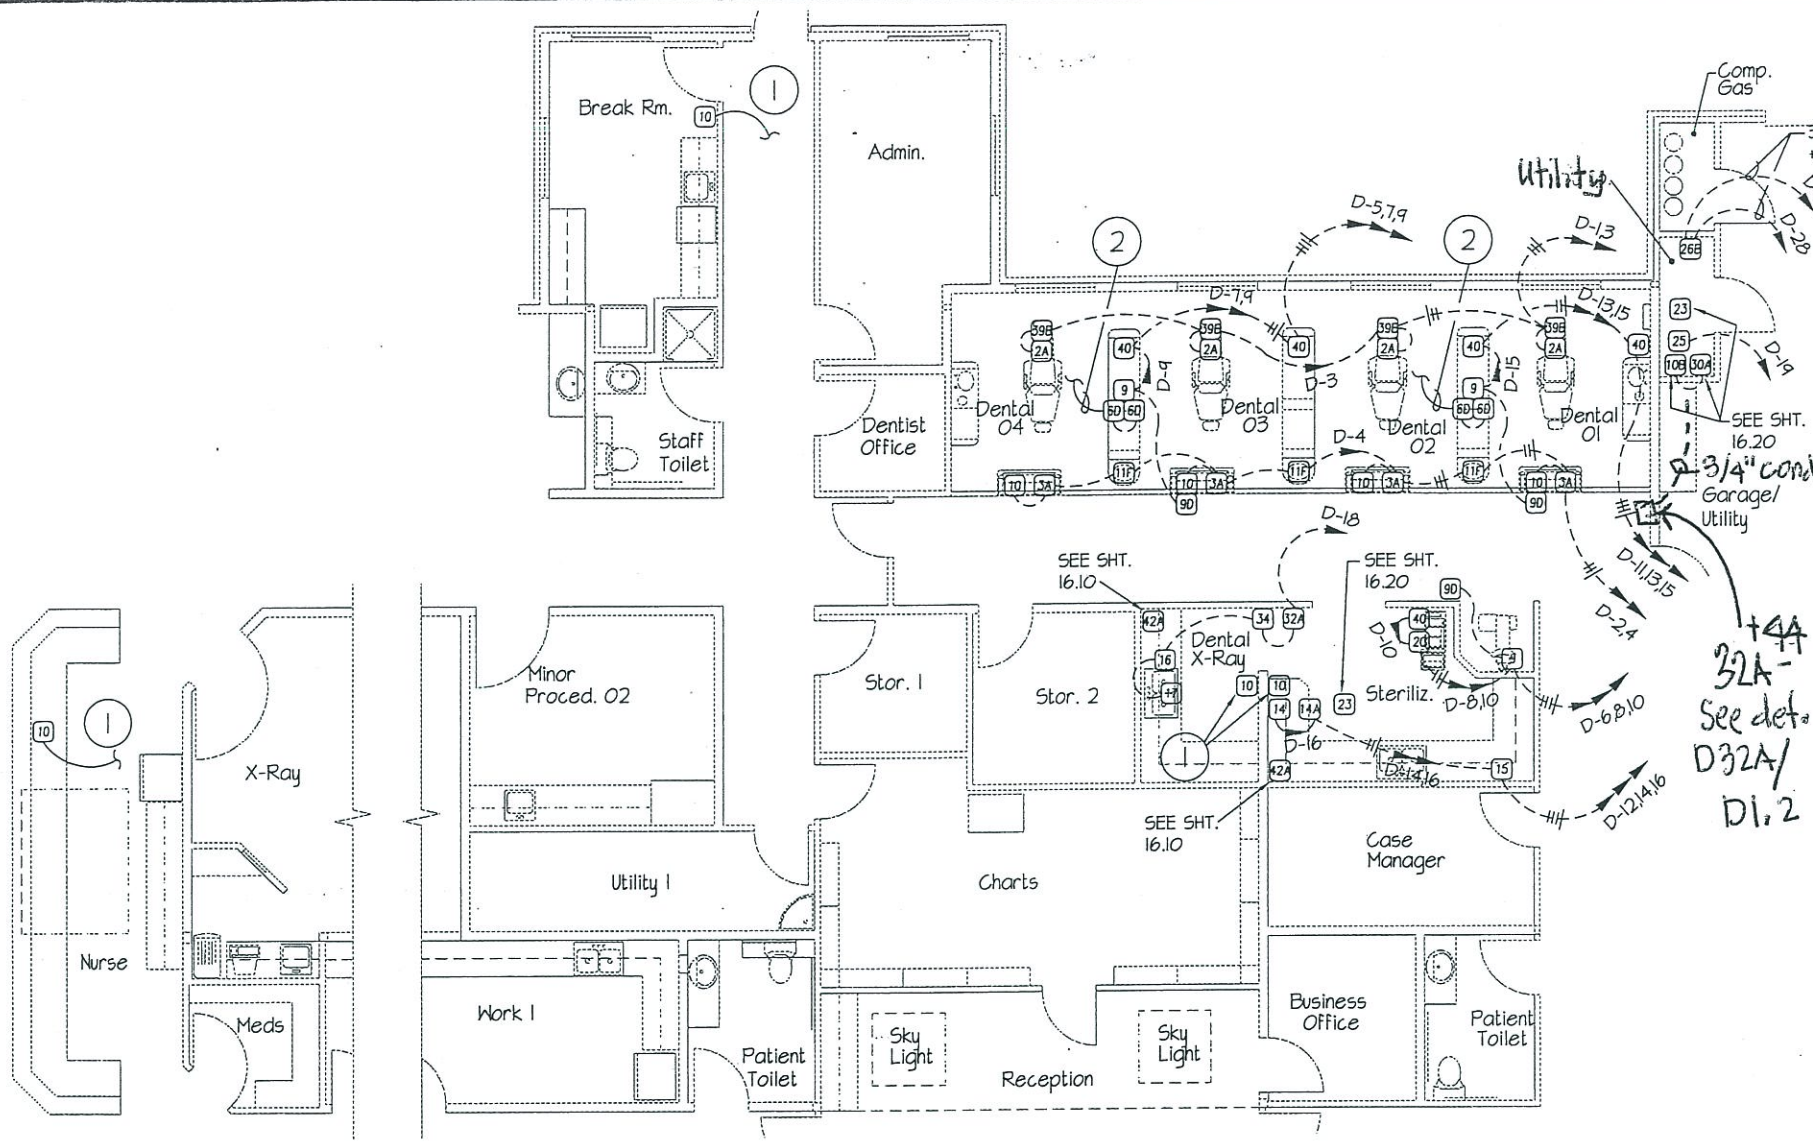 Comp.
Gas
Break Rm.
1
10
Admin.
Utility
D-5,7,9
D-1,3
2
2
D-28
26B
D-7,9
D-13,15
23
39B
2A
40
39B
2A
40
39B
2A
40
39B
2A
40
25
D-19
10B
30A
D-9
D-3
D-15
9
6D
6D
9
6D
6D
Dental
04
Dental
03
Dental
02
Dental
01
SEE SHT.
16.20
Dentist
Office
Staff
Toilet
D-4
3/4" cond
Garage/
Utility
10
3A
11F
10
3A
11F
10
3A
11F
10
3A
9D
9D
D-18
D-11,13,15
D-2,4
SEE SHT.
16.10
SEE SHT.
16.20
9D
42A
34
32A
40
20
D-10
Dental
X-Ray
16
10
10
14
14A
23
Steriliz.
D-8,10
D-6,8,10
D-16
D-14,16
1
42A
15
D-12,14,16
SEE SHT.
16.10
+44
32A-
See det.
D32A/
D1.2
Minor
Proced. 02
Stor. 1
Stor. 2
10
1
X-Ray
Case
Manager
Utility 1
Charts
Nurse
Meds
Work 1
Patient
Toilet
Sky
Light
Sky
Light
Reception
Business
Office
Patient
Toilet